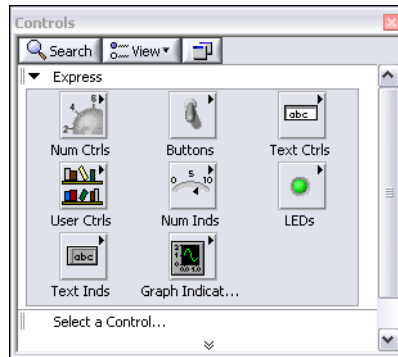 Controls
Search View
Express
Num Ctrls Buttons Text Ctrls
User Ctrls Num Inds LEDs
Text Inds Graph Indicat...
Select a Control...